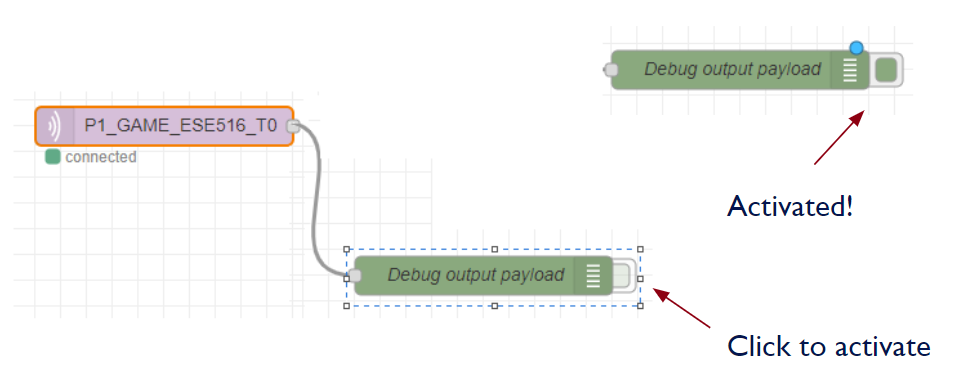 Debug output payload
P1_GAME_ESE516_T0
connected
Activated!
Debug output payload
Click to activate